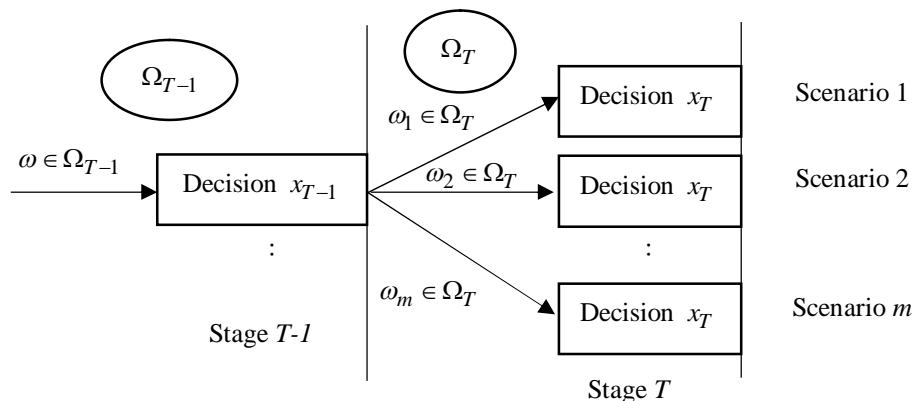 Ω_T
Ω_{T−1}
Decision x_T
Scenario 1
ω_1 ∈ Ω_T
ω ∈ Ω_{T−1}
Decision x_{T−1}
ω_2 ∈ Ω_T
Decision x_T
Scenario 2
:
:
ω_m ∈ Ω_T
Decision x_T
Scenario m
Stage T-1
Stage T